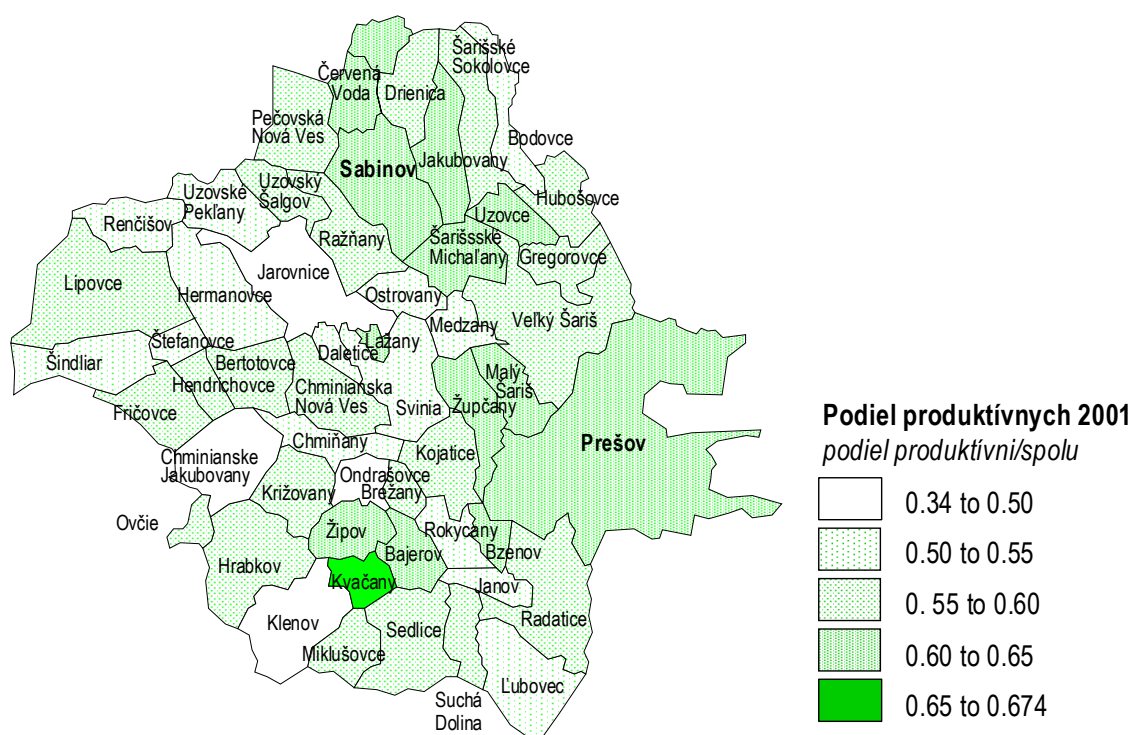 Šarišské
Sokolovce
Červená
Voda
Drienica
Pečovská
Nová Ves
Bodovce
Sabinov
Jakubovany
Uzovský
Šalgov
Uzovské
Pekľany
Hubošovce
Renčišov
Uzovce
Ražňany
Šarišsské
Michaľany
Gregorovce
Jarovnice
Lipovce
Hermanovce
Ostrovany
Medzany
Veľký Šariš
Štefanovce
Lažany
Daletice
Šindliar
Bertotovce
Hendrichovce
Malý
Šariš
Chminianska
Nová Ves
Svinia
Župčany
Fričovce
Prešov
Chmiňany
Kojatice
Chminianske
Jakubovany
Ondrašovce
Brežany
Križovany
Ovčie
Žipov
Rokycany
Bajerov
Bzenov
Hrabkov
Kvačany
Janov
Klenov
Sedlice
Radatice
Miklušovce
Ľubovec
Suchá
Dolina
Podiel produktívnych 2001
podiel produktívni/spolu
0.34 to 0.50
0.50 to 0.55
0. 55 to 0.60
0.60 to 0.65
0.65 to 0.674